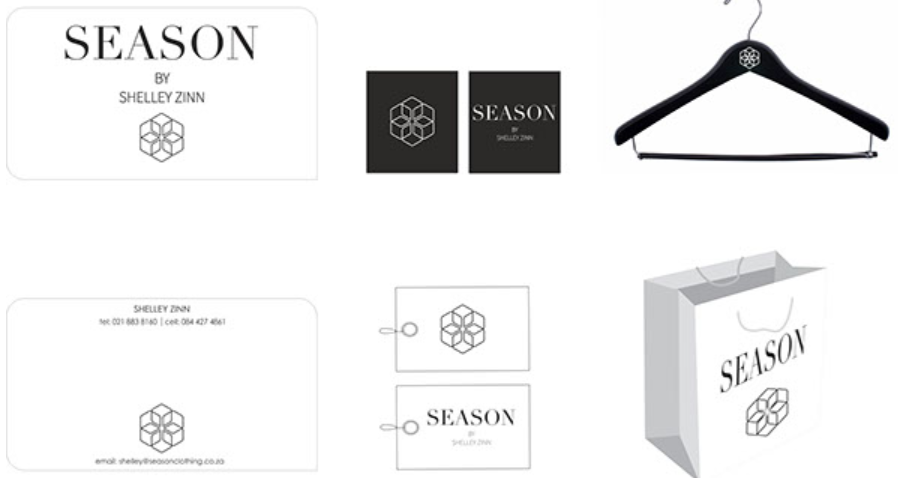 SEASON
BY
SHELLEY ZINN
SEASON
BY
SHELLEY ZINN
SHELLEY ZINN
tel: 021 883 8160 | cell: 084 427 4861
email: shelley@seasonclothing.co.za
SEASON
BY
SHELLEY ZINN
SEASON